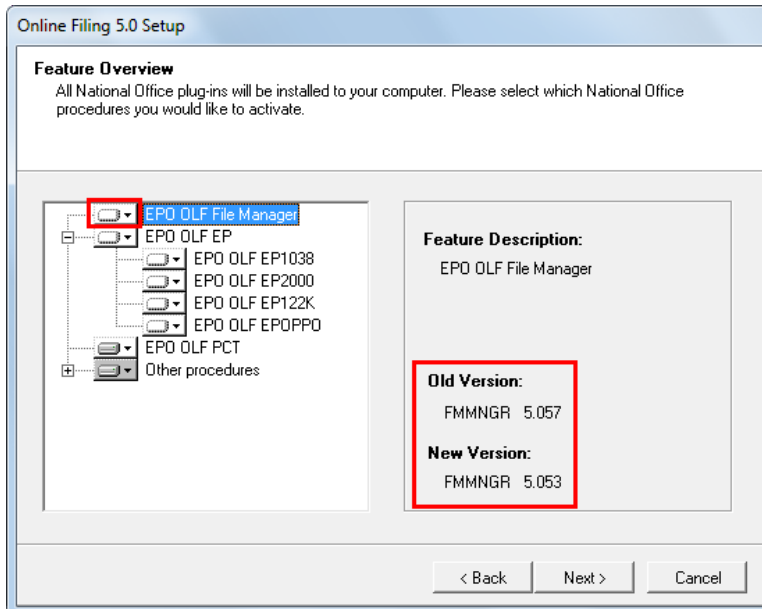 Online Filing 5.0 Setup
Feature Overview
All National Office plug-ins will be installed to your computer. Please select which National Office
procedures you would like to activate.
EPO OLF File Manager
EPO OLF EP
EPO OLF EP1038
EPO OLF EP2000
EPO OLF EP122K
EPO OLF EPOPPO
EPO OLF PCT
Other procedures
Feature Description:
EPO OLF File Manager
Old Version:
FMMNGR 5.057
New Version:
FMMNGR 5.053
< Back
Next >
Cancel